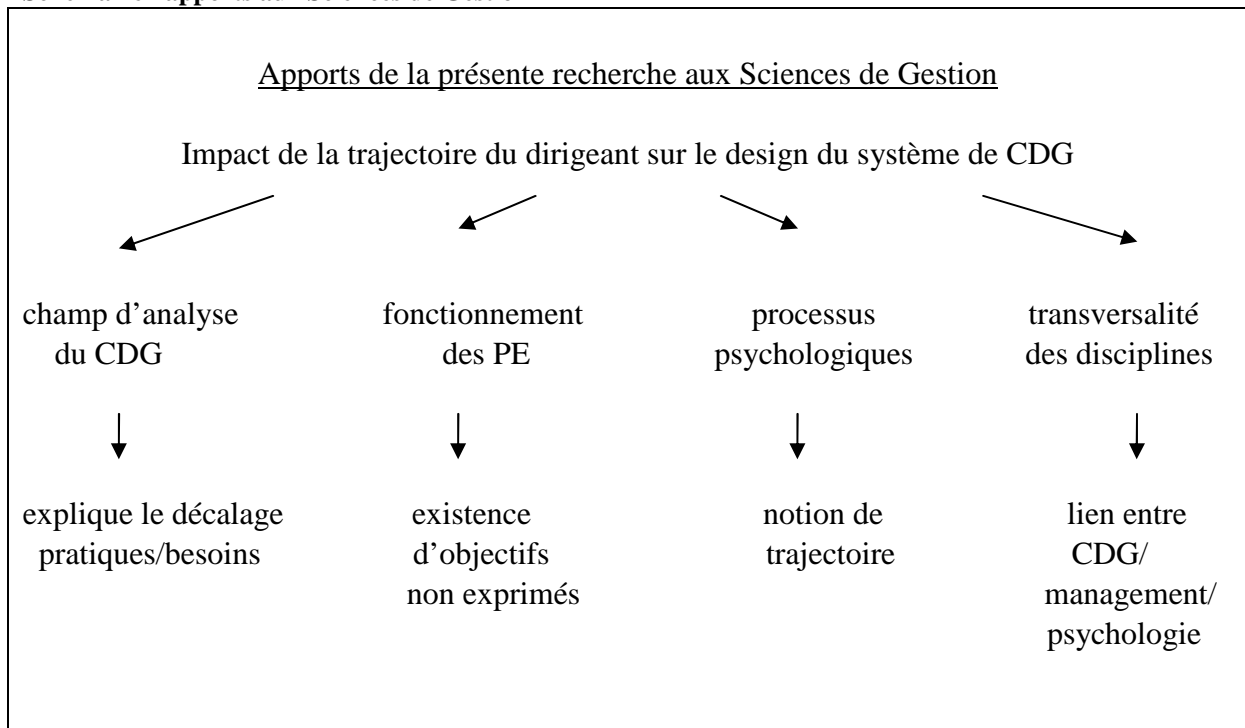 Apports de la présente recherche aux Sciences de Gestion
Impact de la trajectoire du dirigeant sur le design du système de CDG
champ d’analyse
du CDG
fonctionnement
des PE
processus
psychologiques
transversalité
des disciplines
explique le décalage
pratiques/besoins
existence
d’objectifs
non exprimés
notion de
trajectoire
lien entre
CDG/
management/
psychologie